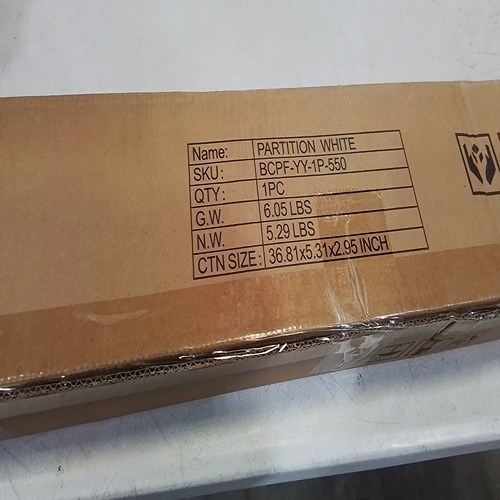 Name: PARTITION WHITE
SKU: BCPF-YY-1P-550
QTY: 1PC
G.W. 6.05 LBS
N.W. 5.29 LBS
CTN SIZE: 36.81x5.31x2.95 INCH